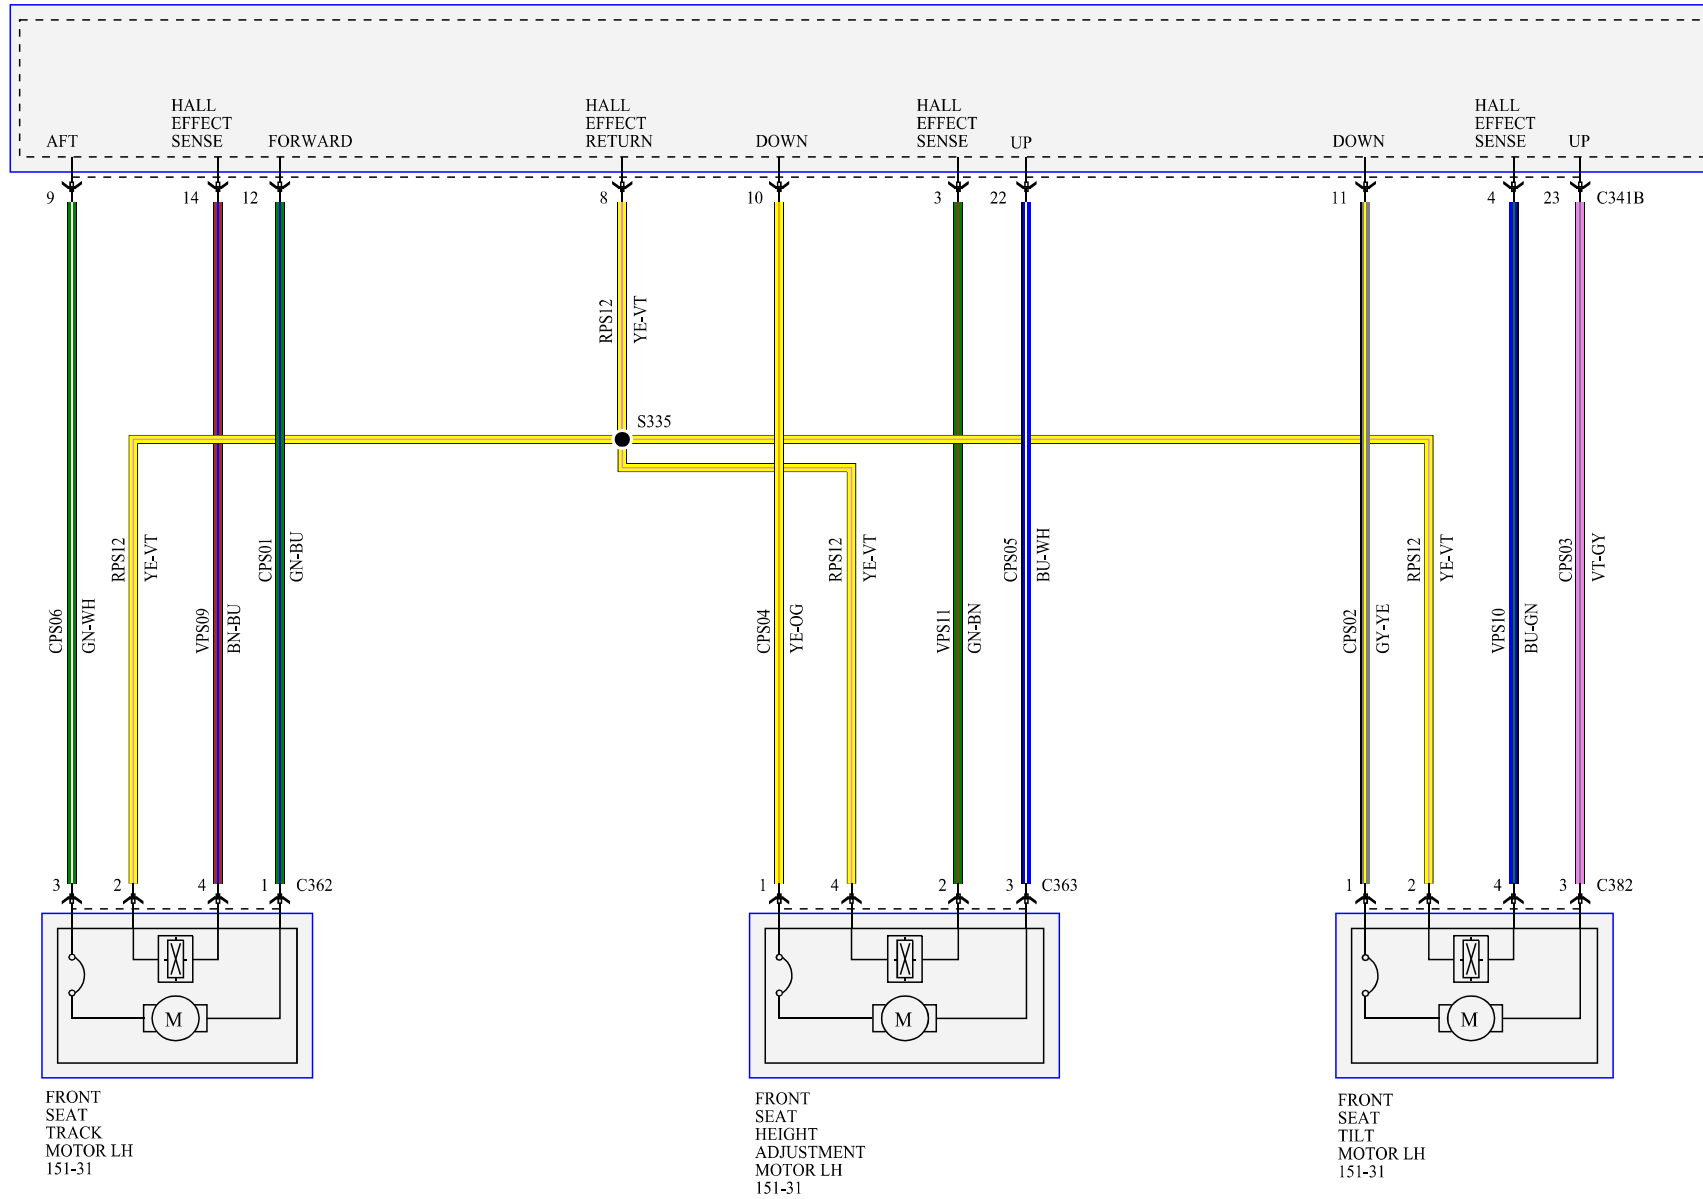 HALL
EFFECT
SENSE
HALL
EFFECT
RETURN
HALL
EFFECT
SENSE
HALL
EFFECT
SENSE
AFT
FORWARD
DOWN
UP
DOWN
UP
9
14
12
8
10
3
22
11
4
23
C341B
RPS12
YE-VT
S335
CPS06
GN-WH
RPS12
YE-VT
VPS09
BN-BU
CPS01
GN-BU
CPS04
YE-OG
RPS12
YE-VT
VPS11
GN-BN
CPS05
BU-WH
CPS02
GY-YE
RPS12
YE-VT
VPS10
BU-GN
CPS03
VT-GY
3
2
4
1
C362
1
4
2
3
C363
1
2
4
3
C382
M
M
M
FRONT
SEAT
TRACK
MOTOR LH
151-31
FRONT
SEAT
HEIGHT
ADJUSTMENT
MOTOR LH
151-31
FRONT
SEAT
TILT
MOTOR LH
151-31